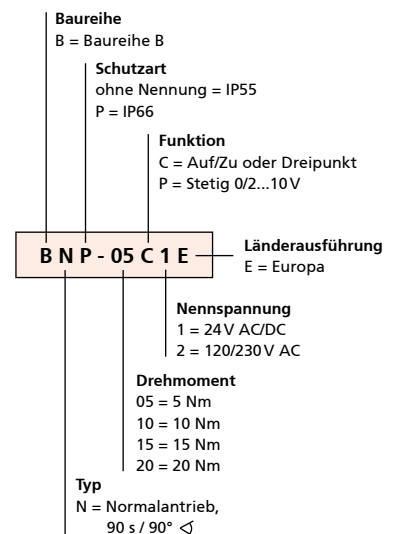 Baureihe
B = Baureihe B
Schutzart
ohne Nennung = IP55
P = IP66
Funktion
C = Auf/Zu oder Dreipunkt
P = Stetig 0/2...10 V
B N P - 05 C 1 E
Länderausführung
E = Europa
Nennspannung
1 = 24 V AC/DC
2 = 120/230 V AC
Drehmoment
05 = 5 Nm
10 = 10 Nm
15 = 15 Nm
20 = 20 Nm
Typ
N = Normalantrieb,
90 s / 90° ∢